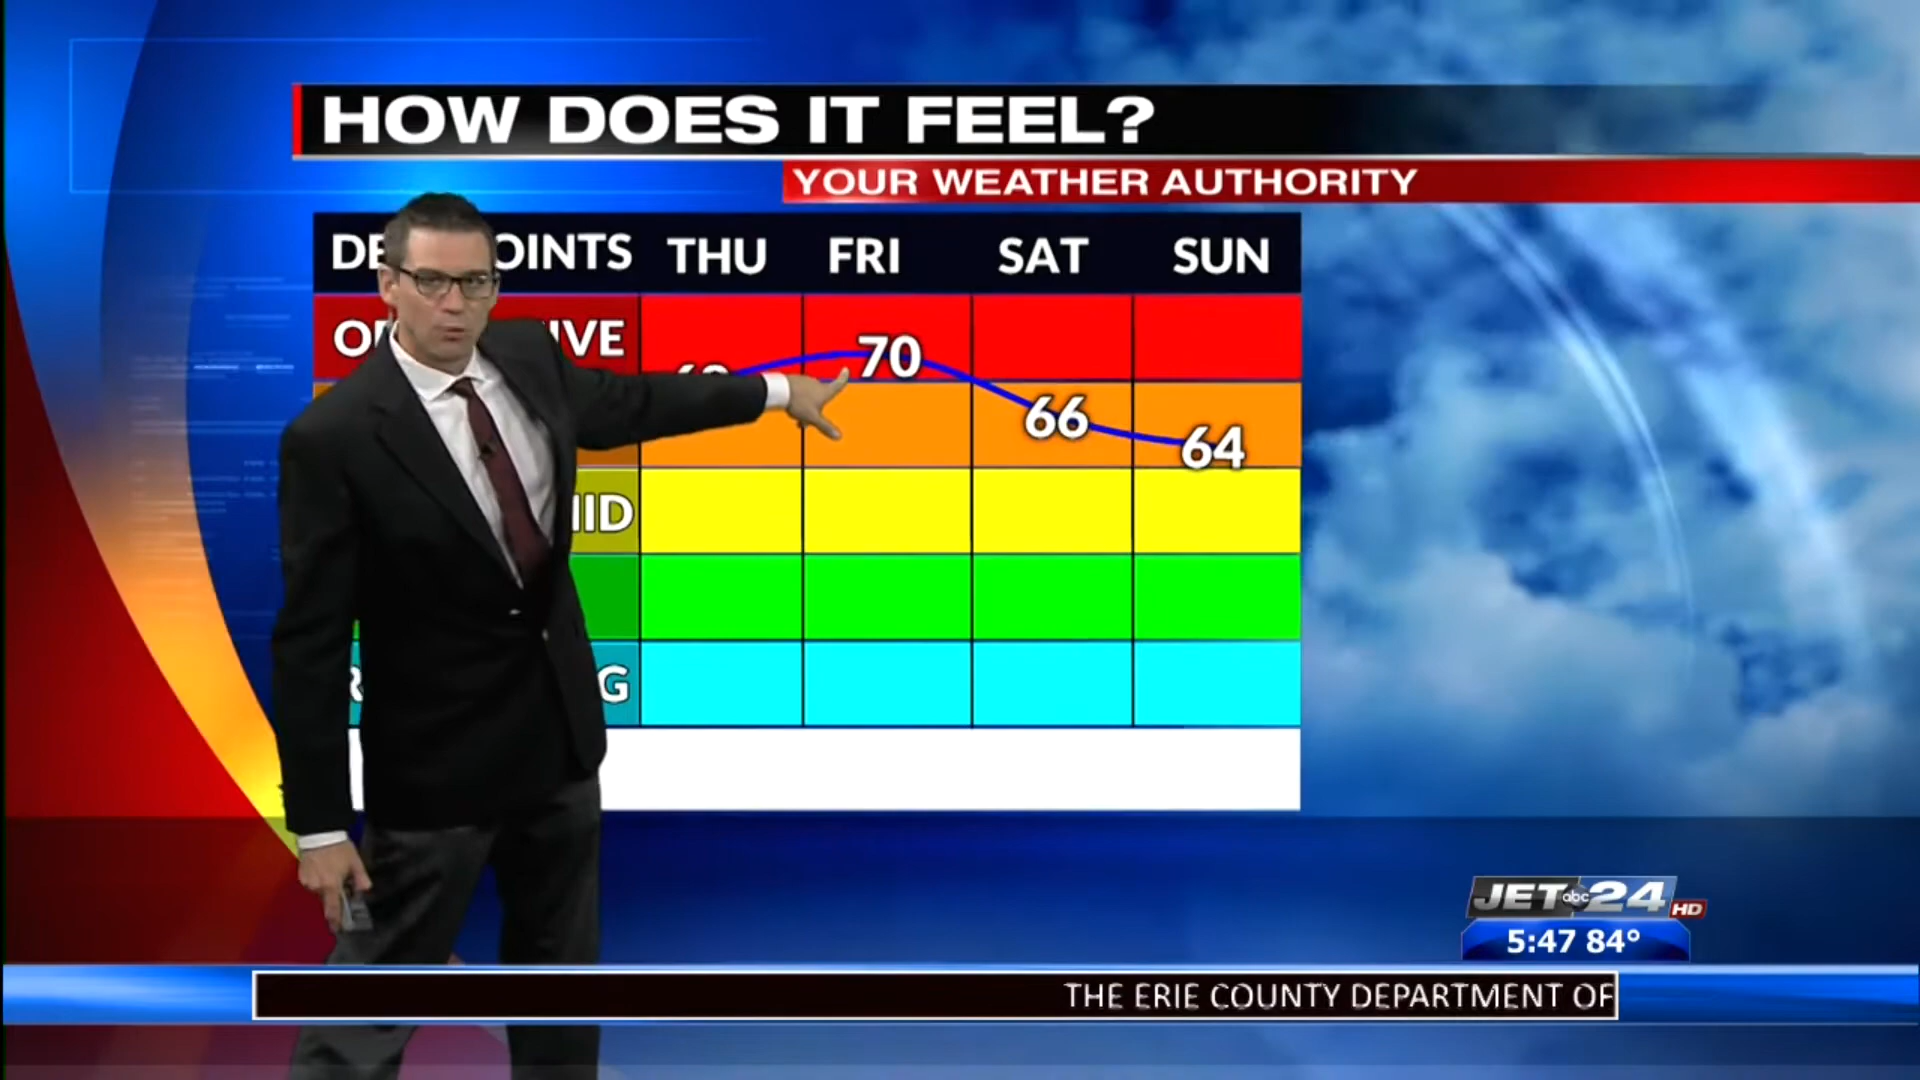 HOW DOES IT FEEL?
YOUR WEATHER AUTHORITY
THU FRI SAT SUN
70
66
64
JET abc 24 HD
5:47 84°
THE ERIE COUNTY DEPARTMENT OF